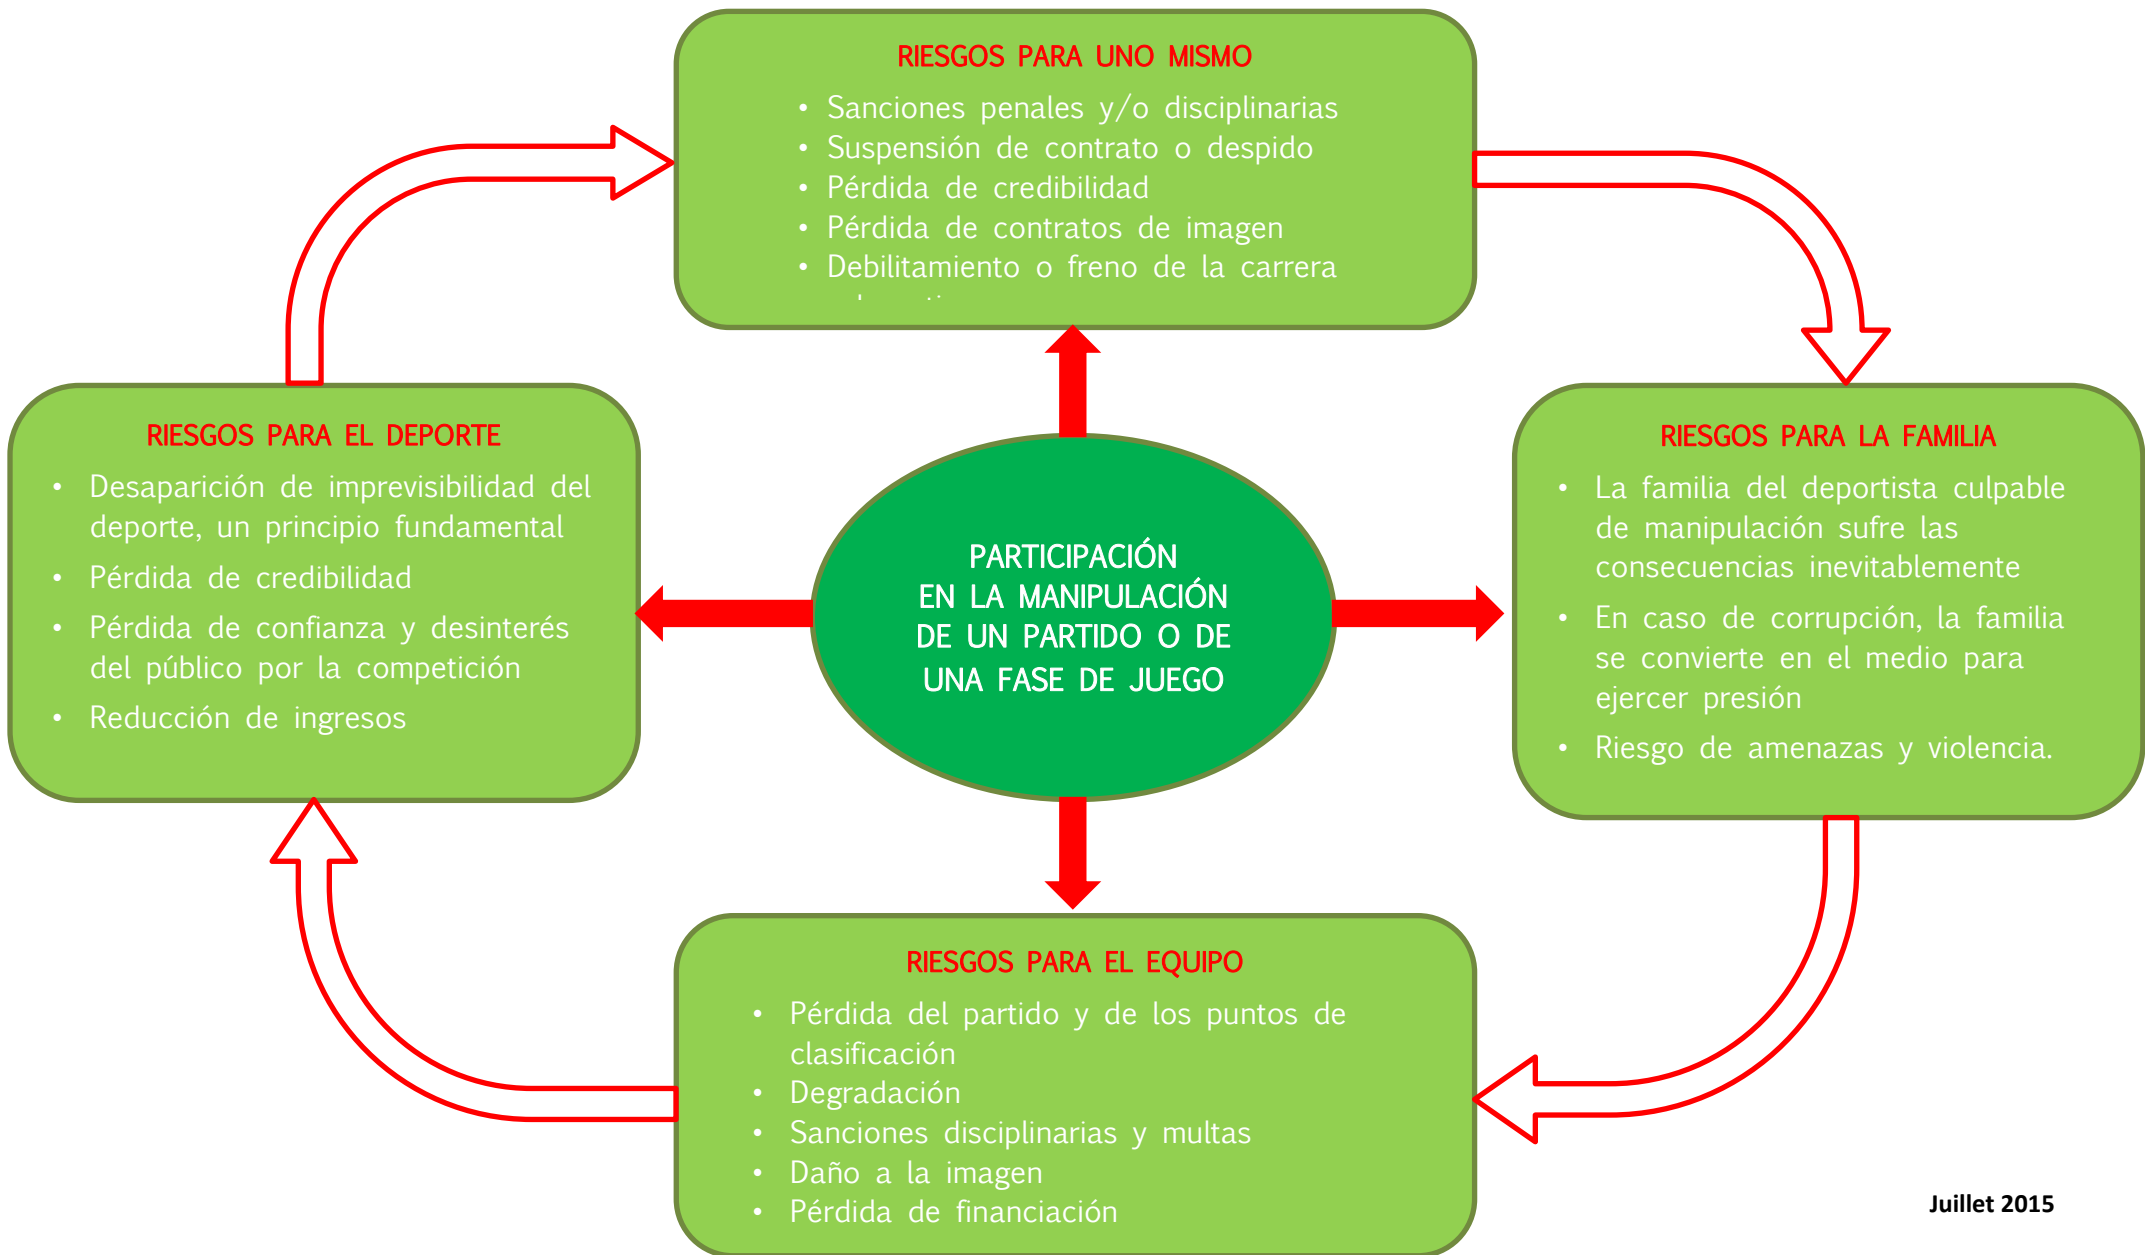 RIESGOS PARA UNO MISMO
• Sanciones penales y/o disciplinarias
• Suspensión de contrato o despido
• Pérdida de credibilidad
• Pérdida de contratos de imagen
• Debilitamiento o freno de la carrera
RIESGOS PARA EL DEPORTE
• Desaparición de imprevisibilidad del
deporte, un principio fundamental
• Pérdida de credibilidad
• Pérdida de confianza y desinterés
del público por la competición
• Reducción de ingresos
PARTICIPACIÓN
EN LA MANIPULACIÓN
DE UN PARTIDO O DE
UNA FASE DE JUEGO
RIESGOS PARA LA FAMILIA
• La familia del deportista culpable
de manipulación sufre las
consecuencias inevitablemente
• En caso de corrupción, la familia
se convierte en el medio para
ejercer presión
• Riesgo de amenazas y violencia.
RIESGOS PARA EL EQUIPO
• Pérdida del partido y de los puntos de
clasificación
• Degradación
• Sanciones disciplinarias y multas
• Daño a la imagen
• Pérdida de financiación
Juillet 2015